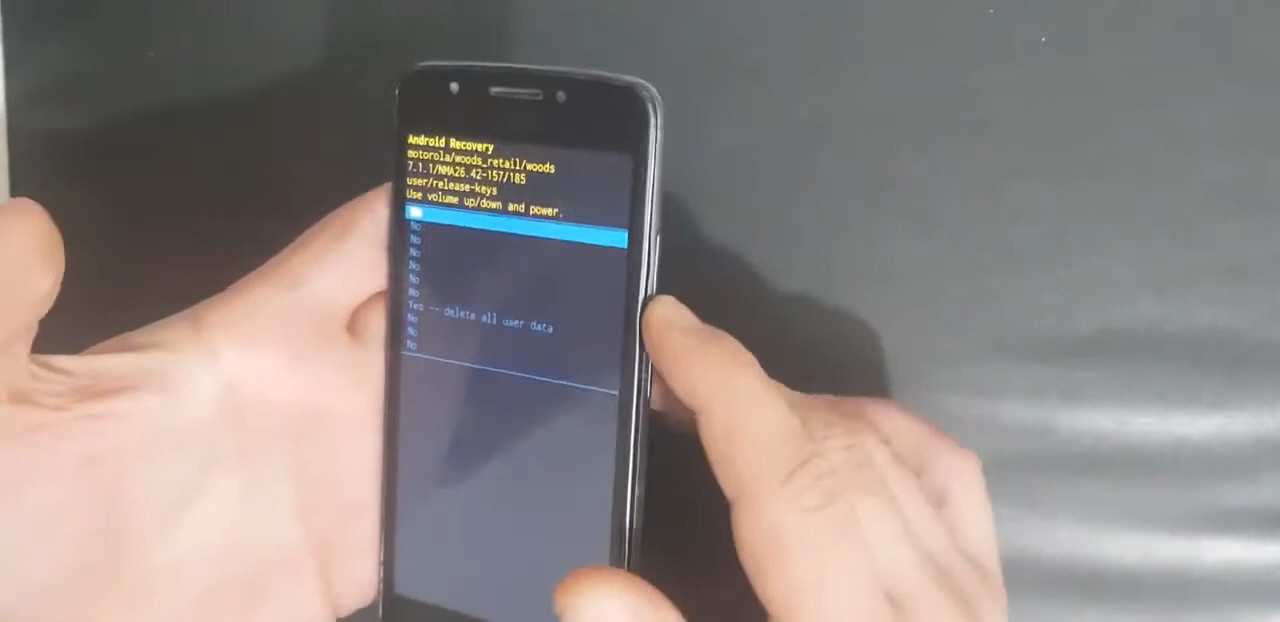 Android Recovery
motorola/woods_retail/woods
7.1.1/NMA26.42-157/185
user/release-keys
Use volume up/down and power.
No
No
No
No
No
No
No
Yes -- delete all user data
No
No
No